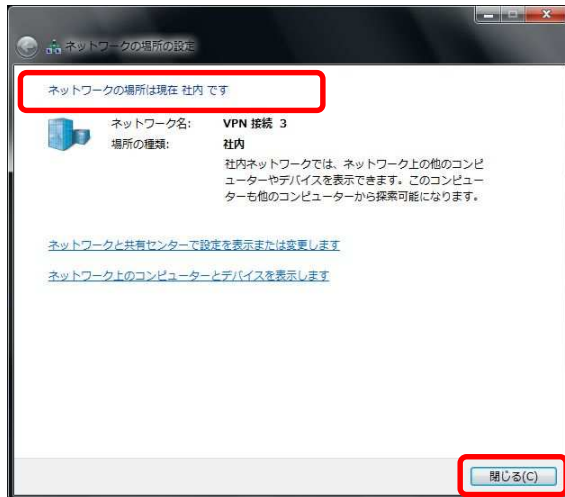 ネットワークの場所の設定
ネットワークの場所は現在 社内 です
ネットワーク名: VPN 接続 3
場所の種類: 社内
社内ネットワークでは、ネットワーク上の他のコンピ
ューターやデバイスを表示できます。このコンピュー
ターも他のコンピューターから探索可能になります。
ネットワークと共有センターで設定を表示または変更します
ネットワーク上のコンピューターとデバイスを表示します
閉じる(C)